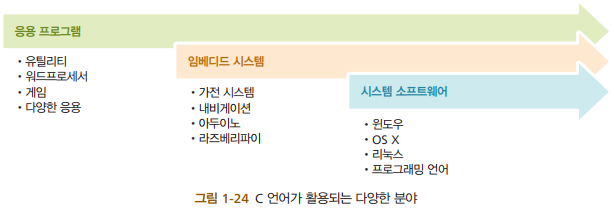 응용 프로그램
• 유틸리티
• 워드프로세서
• 게임
• 다양한 응용
임베디드 시스템
• 가전 시스템
• 내비게이션
• 아두이노
• 라즈베리파이
시스템 소프트웨어
• 윈도우
• OS X
• 리눅스
• 프로그래밍 언어
그림 1-24 C 언어가 활용되는 다양한 분야